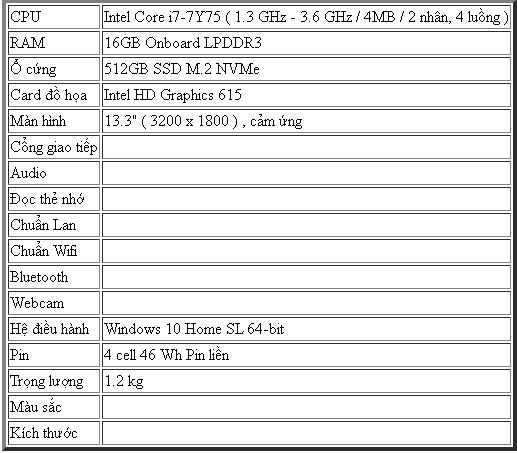 CPU Intel Core i7-7Y75 ( 1.3 GHz - 3.6 GHz / 4MB / 2 nhân, 4 luồng )
RAM 16GB Onboard LPDDR3
Ổ cứng 512GB SSD M.2 NVMe
Card đồ họa Intel HD Graphics 615
Màn hình 13.3" ( 3200 x 1800 ) , cảm ứng
Cổng giao tiếp
Audio
Đọc thẻ nhớ
Chuẩn Lan
Chuẩn Wifi
Bluetooth
Webcam
Hệ điều hành Windows 10 Home SL 64-bit
Pin 4 cell 46 Wh Pin liền
Trọng lượng 1.2 kg
Màu sắc
Kích thước